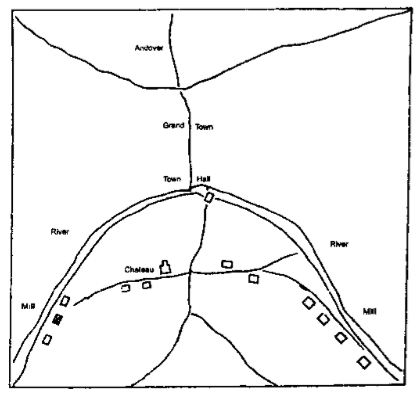 Andover
Grand Town
Town Hall
River
River
Chateau
Mill
Mill